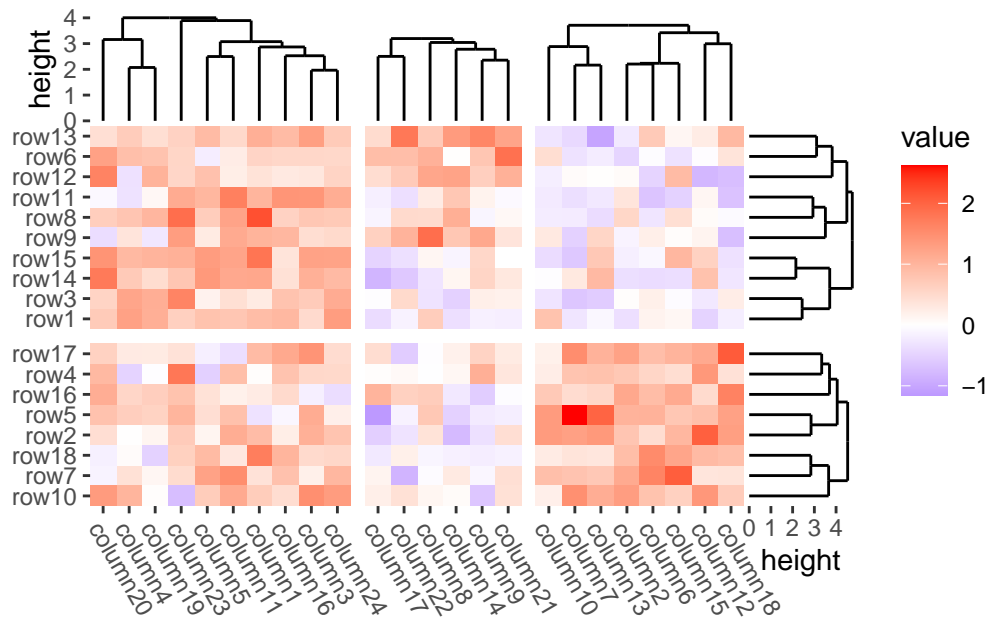 4
3
2
1
0
height
row13
row6
row12
row11
row8
row9
row15
row14
row3
row1
row17
row4
row16
row5
row2
row18
row7
row10
column20
column4
column19
column23
column5
column11
column1
column16
column3
column24
column17
column22
column8
column14
column9
column21
column10
column7
column13
column2
column6
column15
column12
column18
0 1 2 3 4
height
value
2
1
0
−1